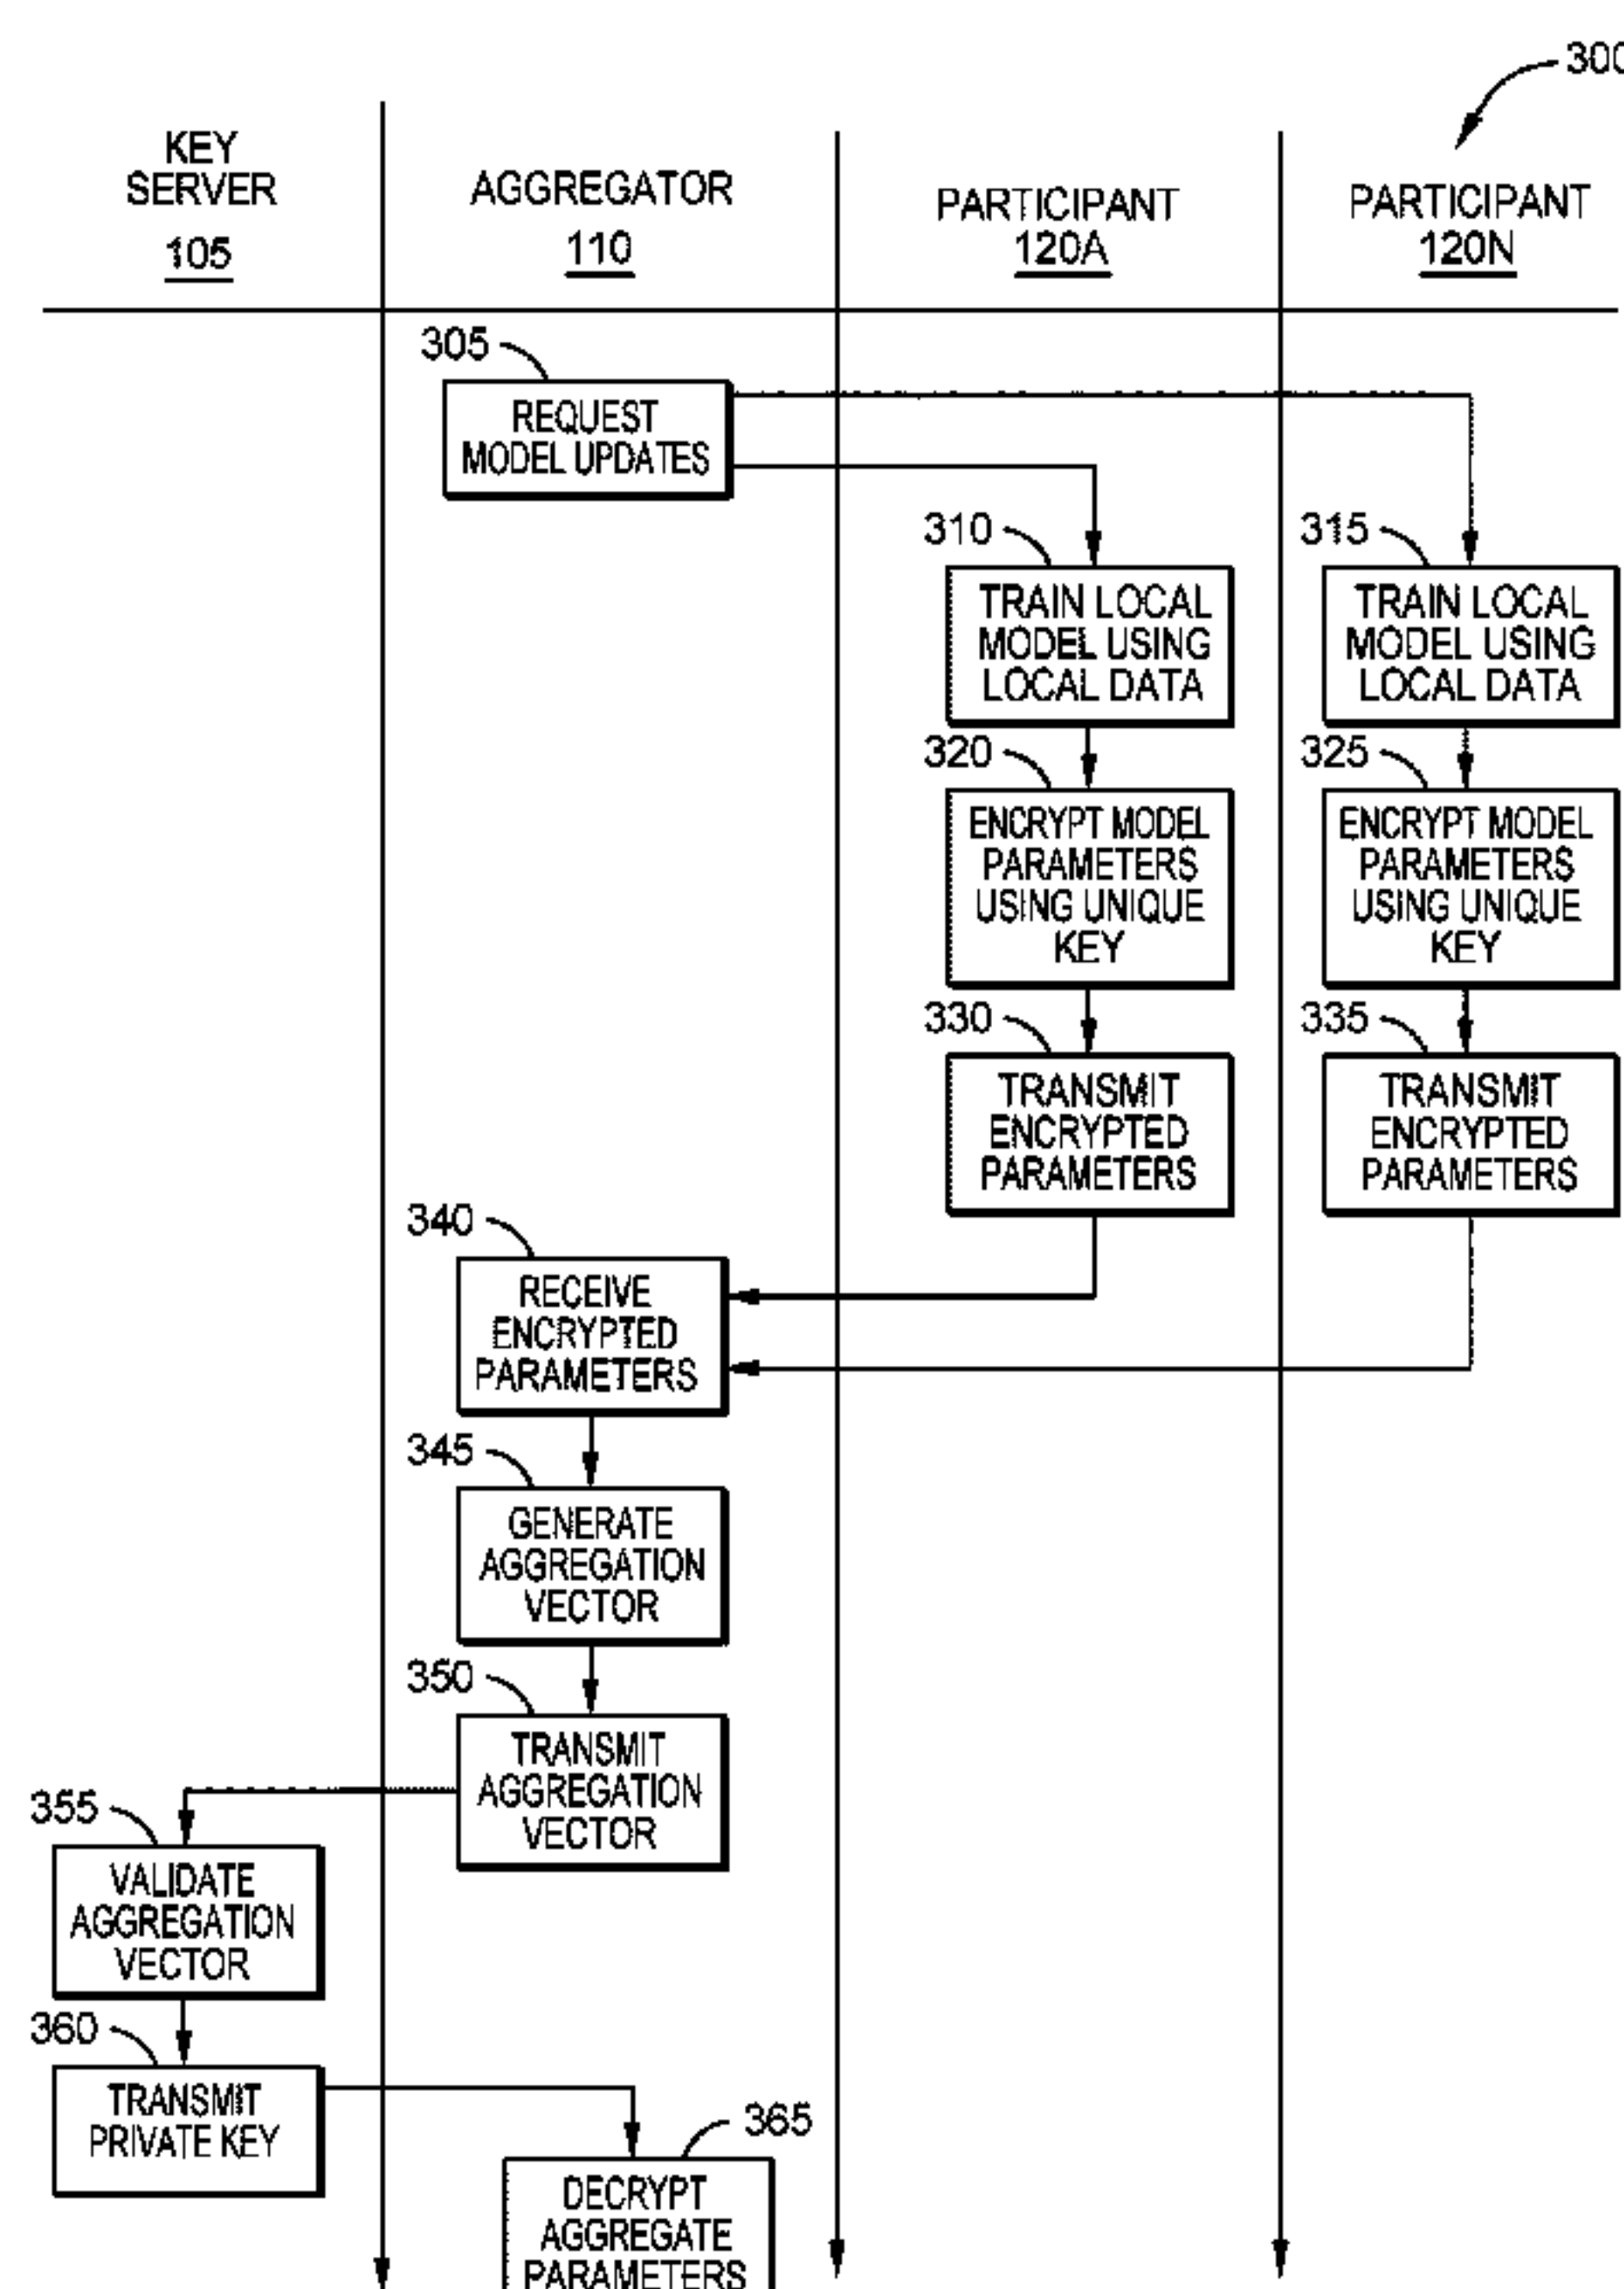 300
KEY
SERVER
105
AGGREGATOR
110
PARTICIPANT
120A
PARTICIPANT
120N
305
REQUEST
MODEL UPDATES
310
TRAIN LOCAL
MODEL USING
LOCAL DATA
315
TRAIN LOCAL
MODEL USING
LOCAL DATA
320
ENCRYPT MODEL
PARAMETERS
USING UNIQUE
KEY
325
ENCRYPT MODEL
PARAMETERS
USING UNIQUE
KEY
330
TRANSMIT
ENCRYPTED
PARAMETERS
335
TRANSMIT
ENCRYPTED
PARAMETERS
340
RECEIVE
ENCRYPTED
PARAMETERS
345
GENERATE
AGGREGATION
VECTOR
350
TRANSMIT
AGGREGATION
VECTOR
355
VALIDATE
AGGREGATION
VECTOR
360
TRANSMIT
PRIVATE KEY
365
DECRYPT
AGGREGATE
PARAMETERS